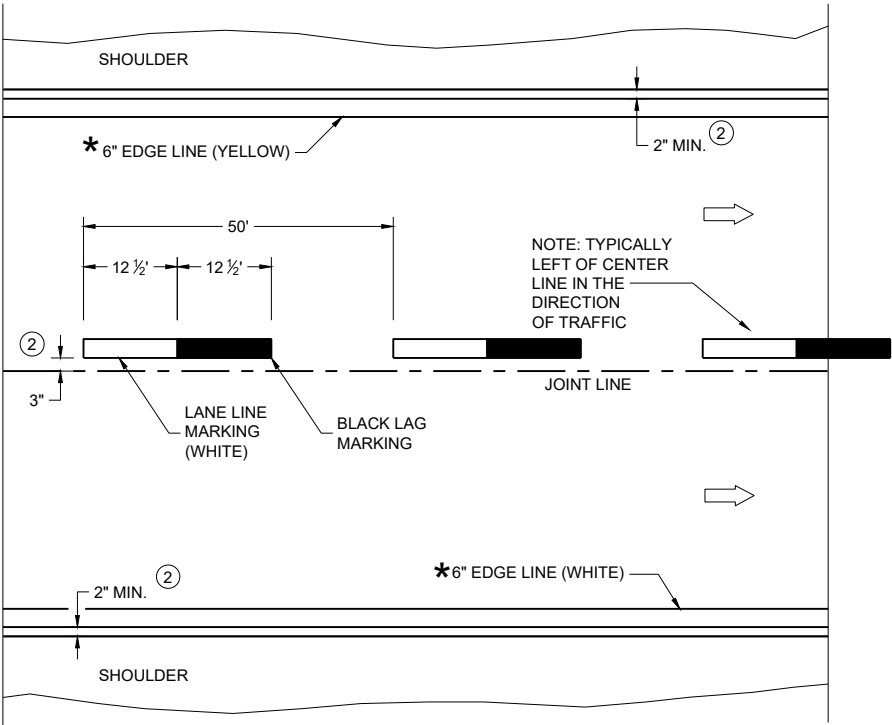 SHOULDER
* 6" EDGE LINE (YELLOW)
2" MIN. 2
50'
12 ½' 12 ½'
NOTE: TYPICALLY
LEFT OF CENTER
LINE IN THE
DIRECTION
OF TRAFFIC
2
3"
JOINT LINE
LANE LINE
MARKING
(WHITE)
BLACK LAG
MARKING
* 6" EDGE LINE (WHITE)
2" MIN. 2
SHOULDER